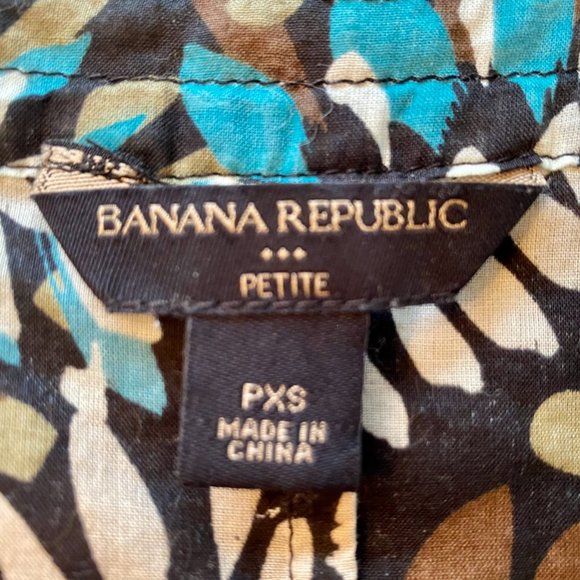 BANANA REPUBLIC
PETITE
PXS
MADE IN
CHINA